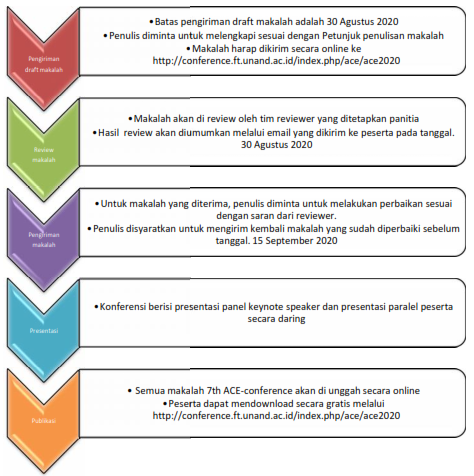 Pengiriman
draft makalah
• Batas pengiriman draft makalah adalah 30 Agustus 2020
• Penulis diminta untuk melengkapi sesuai dengan Petunjuk penulisan makalah
• Makalah harap dikirim secara online ke
http://conference.ft.unand.ac.id/index.php/ace/ace2020
Review
makalah
• Makalah akan di review oleh tim reviewer yang ditetapkan panitia
• Hasil review akan diumumkan melalui email yang dikirim ke peserta pada tanggal.
30 Agustus 2020
Pengiriman
makalah
• Untuk makalah yang diterima, penulis diminta untuk melakukan perbaikan sesuai
dengan saran dari reviewer.
• Penulis disyaratkan untuk mengirim kembali makalah yang sudah diperbaiki sebelum
tanggal. 15 September 2020
Presentasi
• Konferensi berisi presentasi panel keynote speaker dan presentasi paralel peserta
secara daring
Publikasi
• Semua makalah 7th ACE-conference akan di unggah secara online
• Peserta dapat mendownload secara gratis melalui
http://conference.ft.unand.ac.id/index.php/ace/ace2020